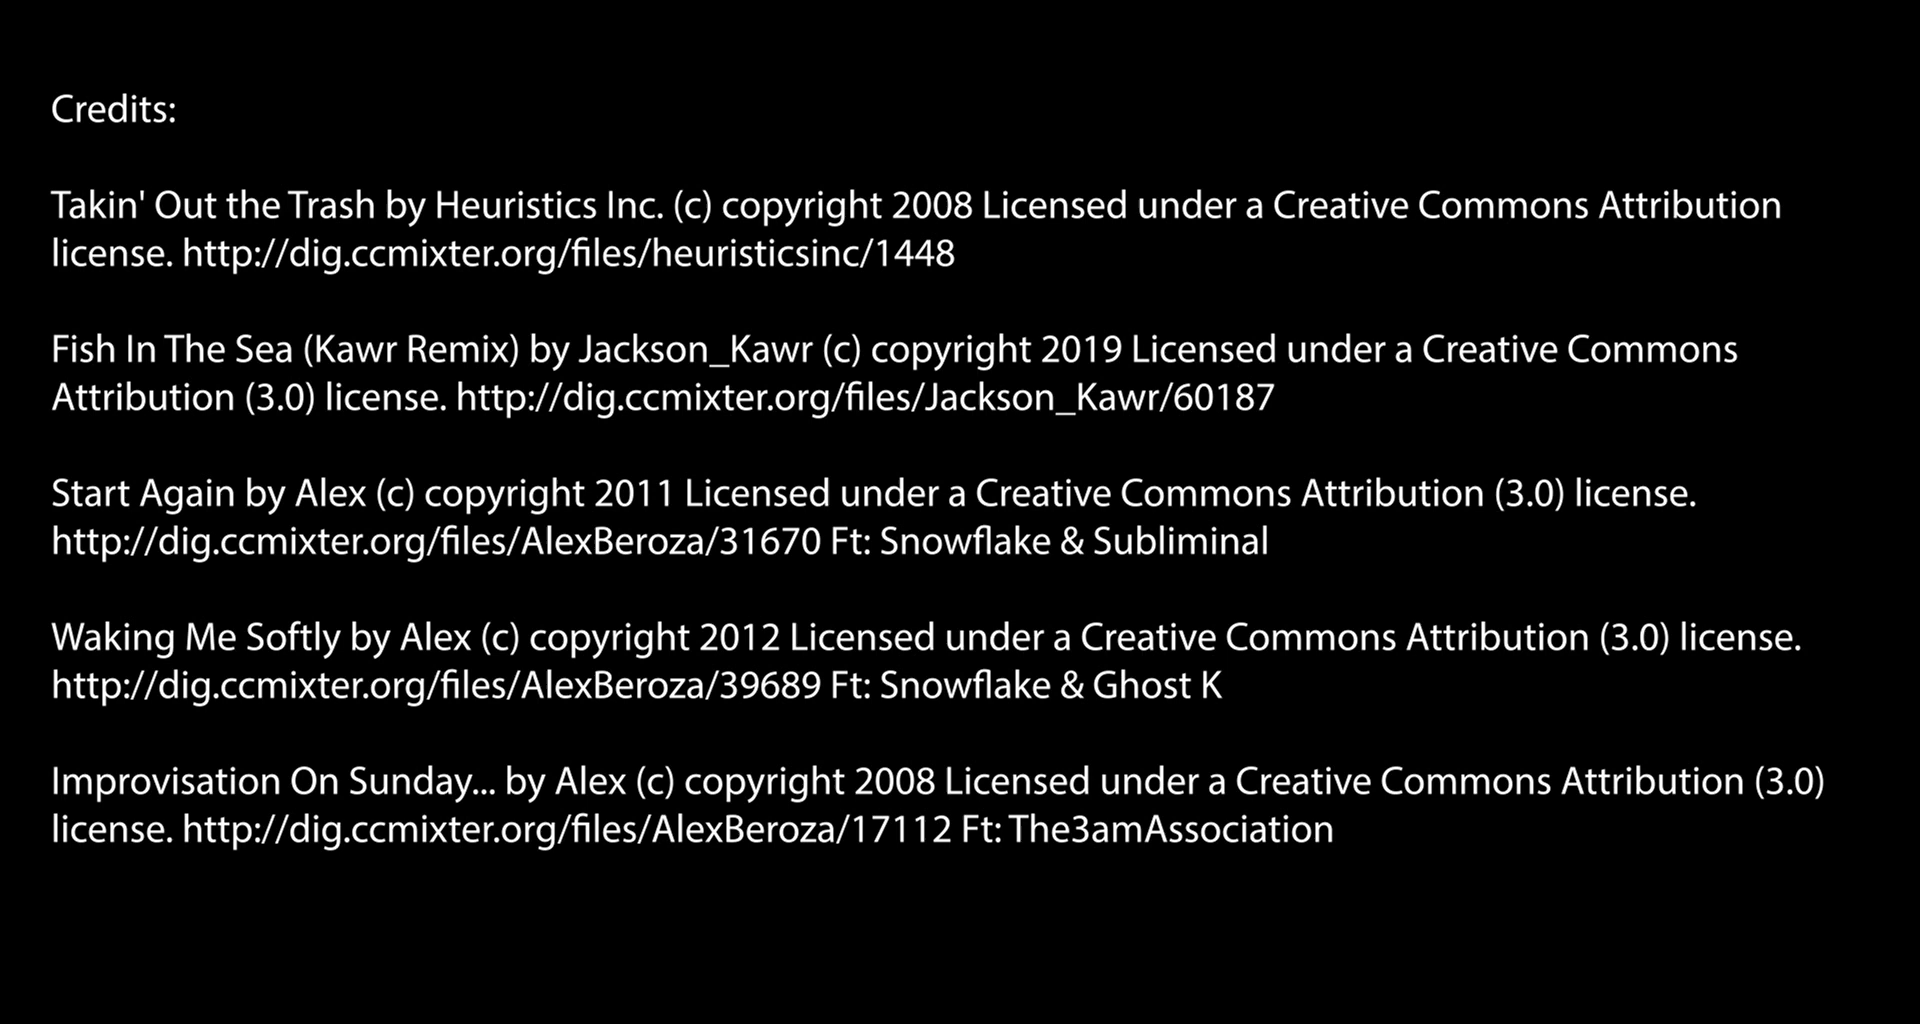 Credits:
Takin' Out the Trash by Heuristics Inc. (c) copyright 2008 Licensed under a Creative Commons Attribution
license. http://dig.ccmixter.org/files/heuristicsinc/1448
Fish In The Sea (Kawr Remix) by Jackson_Kawr (c) copyright 2019 Licensed under a Creative Commons
Attribution (3.0) license. http://dig.ccmixter.org/files/Jackson_Kawr/60187
Start Again by Alex (c) copyright 2011 Licensed under a Creative Commons Attribution (3.0) license.
http://dig.ccmixter.org/files/AlexBeroza/31670 Ft: Snowflake & Subliminal
Waking Me Softly by Alex (c) copyright 2012 Licensed under a Creative Commons Attribution (3.0) license.
http://dig.ccmixter.org/files/AlexBeroza/39689 Ft: Snowflake & Ghost K
Improvisation On Sunday... by Alex (c) copyright 2008 Licensed under a Creative Commons Attribution (3.0)
license. http://dig.ccmixter.org/files/AlexBeroza/17112 Ft: The3amAssociation